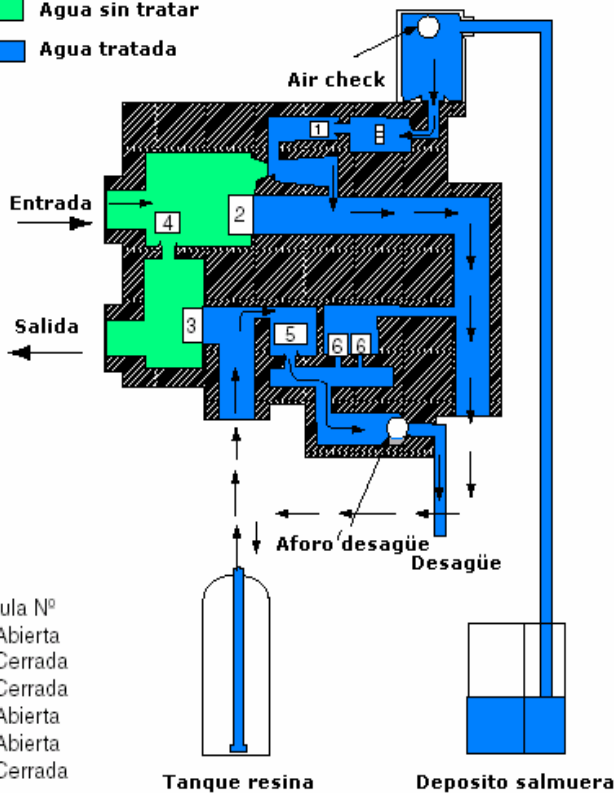 Agua sin tratar
Agua tratada
Air check
1
Entrada
4
2
Salida
3
5
6 6
Aforo desagüe
Desagüe
ula Nº
Abierta
Cerrada
Cerrada
Abierta
Abierta
Cerrada
Tanque resina
Deposito salmuera